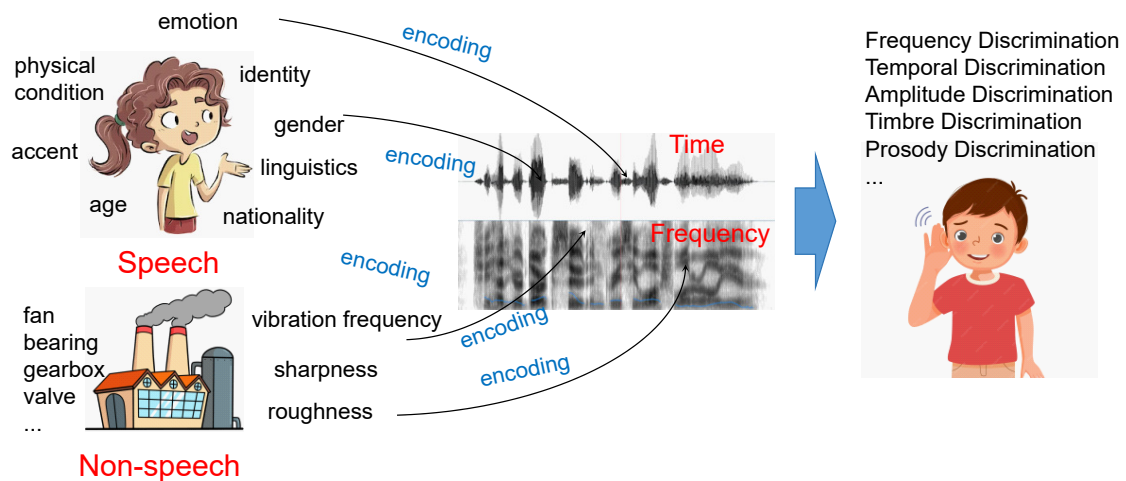 emotion
physical
condition
identity
gender
accent
linguistics
age
nationality
Speech
encoding
encoding
encoding
Time
Frequency
fan
bearing
gearbox
valve
...
vibration frequency
sharpness
roughness
encoding
encoding
Non-speech
Frequency Discrimination
Temporal Discrimination
Amplitude Discrimination
Timbre Discrimination
Prosody Discrimination
...